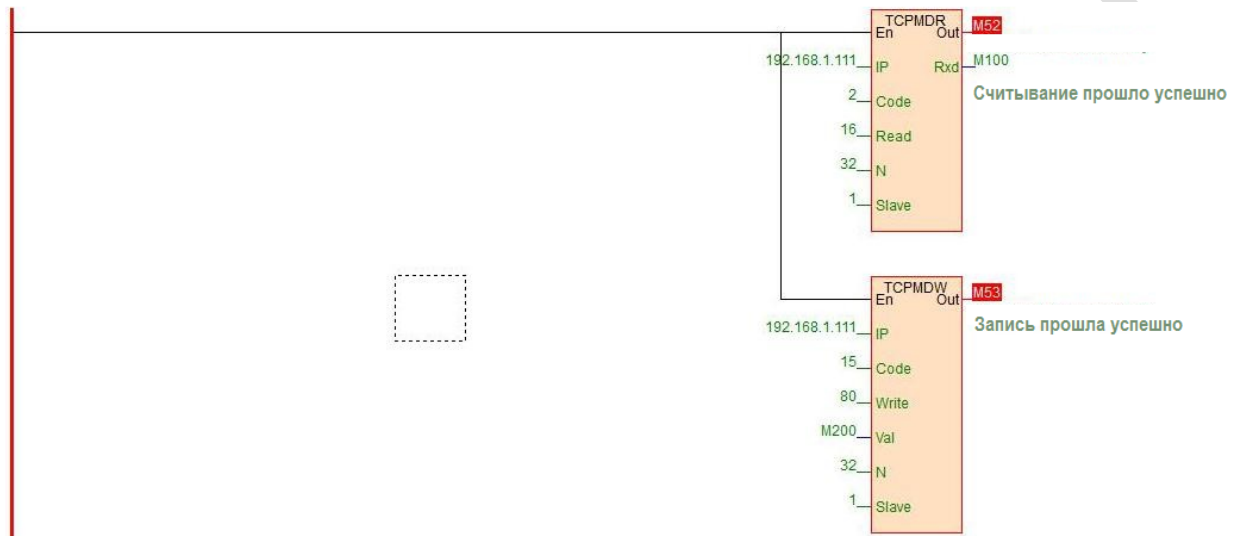 TCPMDR
En Out M52
192.168.1.111 IP Rxd M100
2 Code Считывание прошло успешно
16 Read
32 N
1 Slave
TCPMDW
En Out M53
192.168.1.111 IP Запись прошла успешно
15 Code
80 Write
M200 Val
32 N
1 Slave